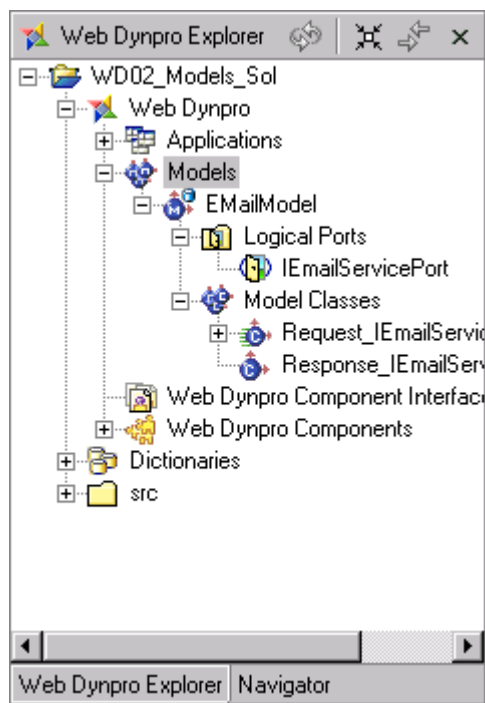 Web Dynpro Explorer
WD02_Models_Sol
Web Dynpro
Applications
Models
EMailModel
Logical Ports
IEmailServicePort
Model Classes
Request_IEmailServic
Response_IEmailServ
Web Dynpro Component Interfac
Web Dynpro Components
Dictionaries
src
Web Dynpro Explorer Navigator